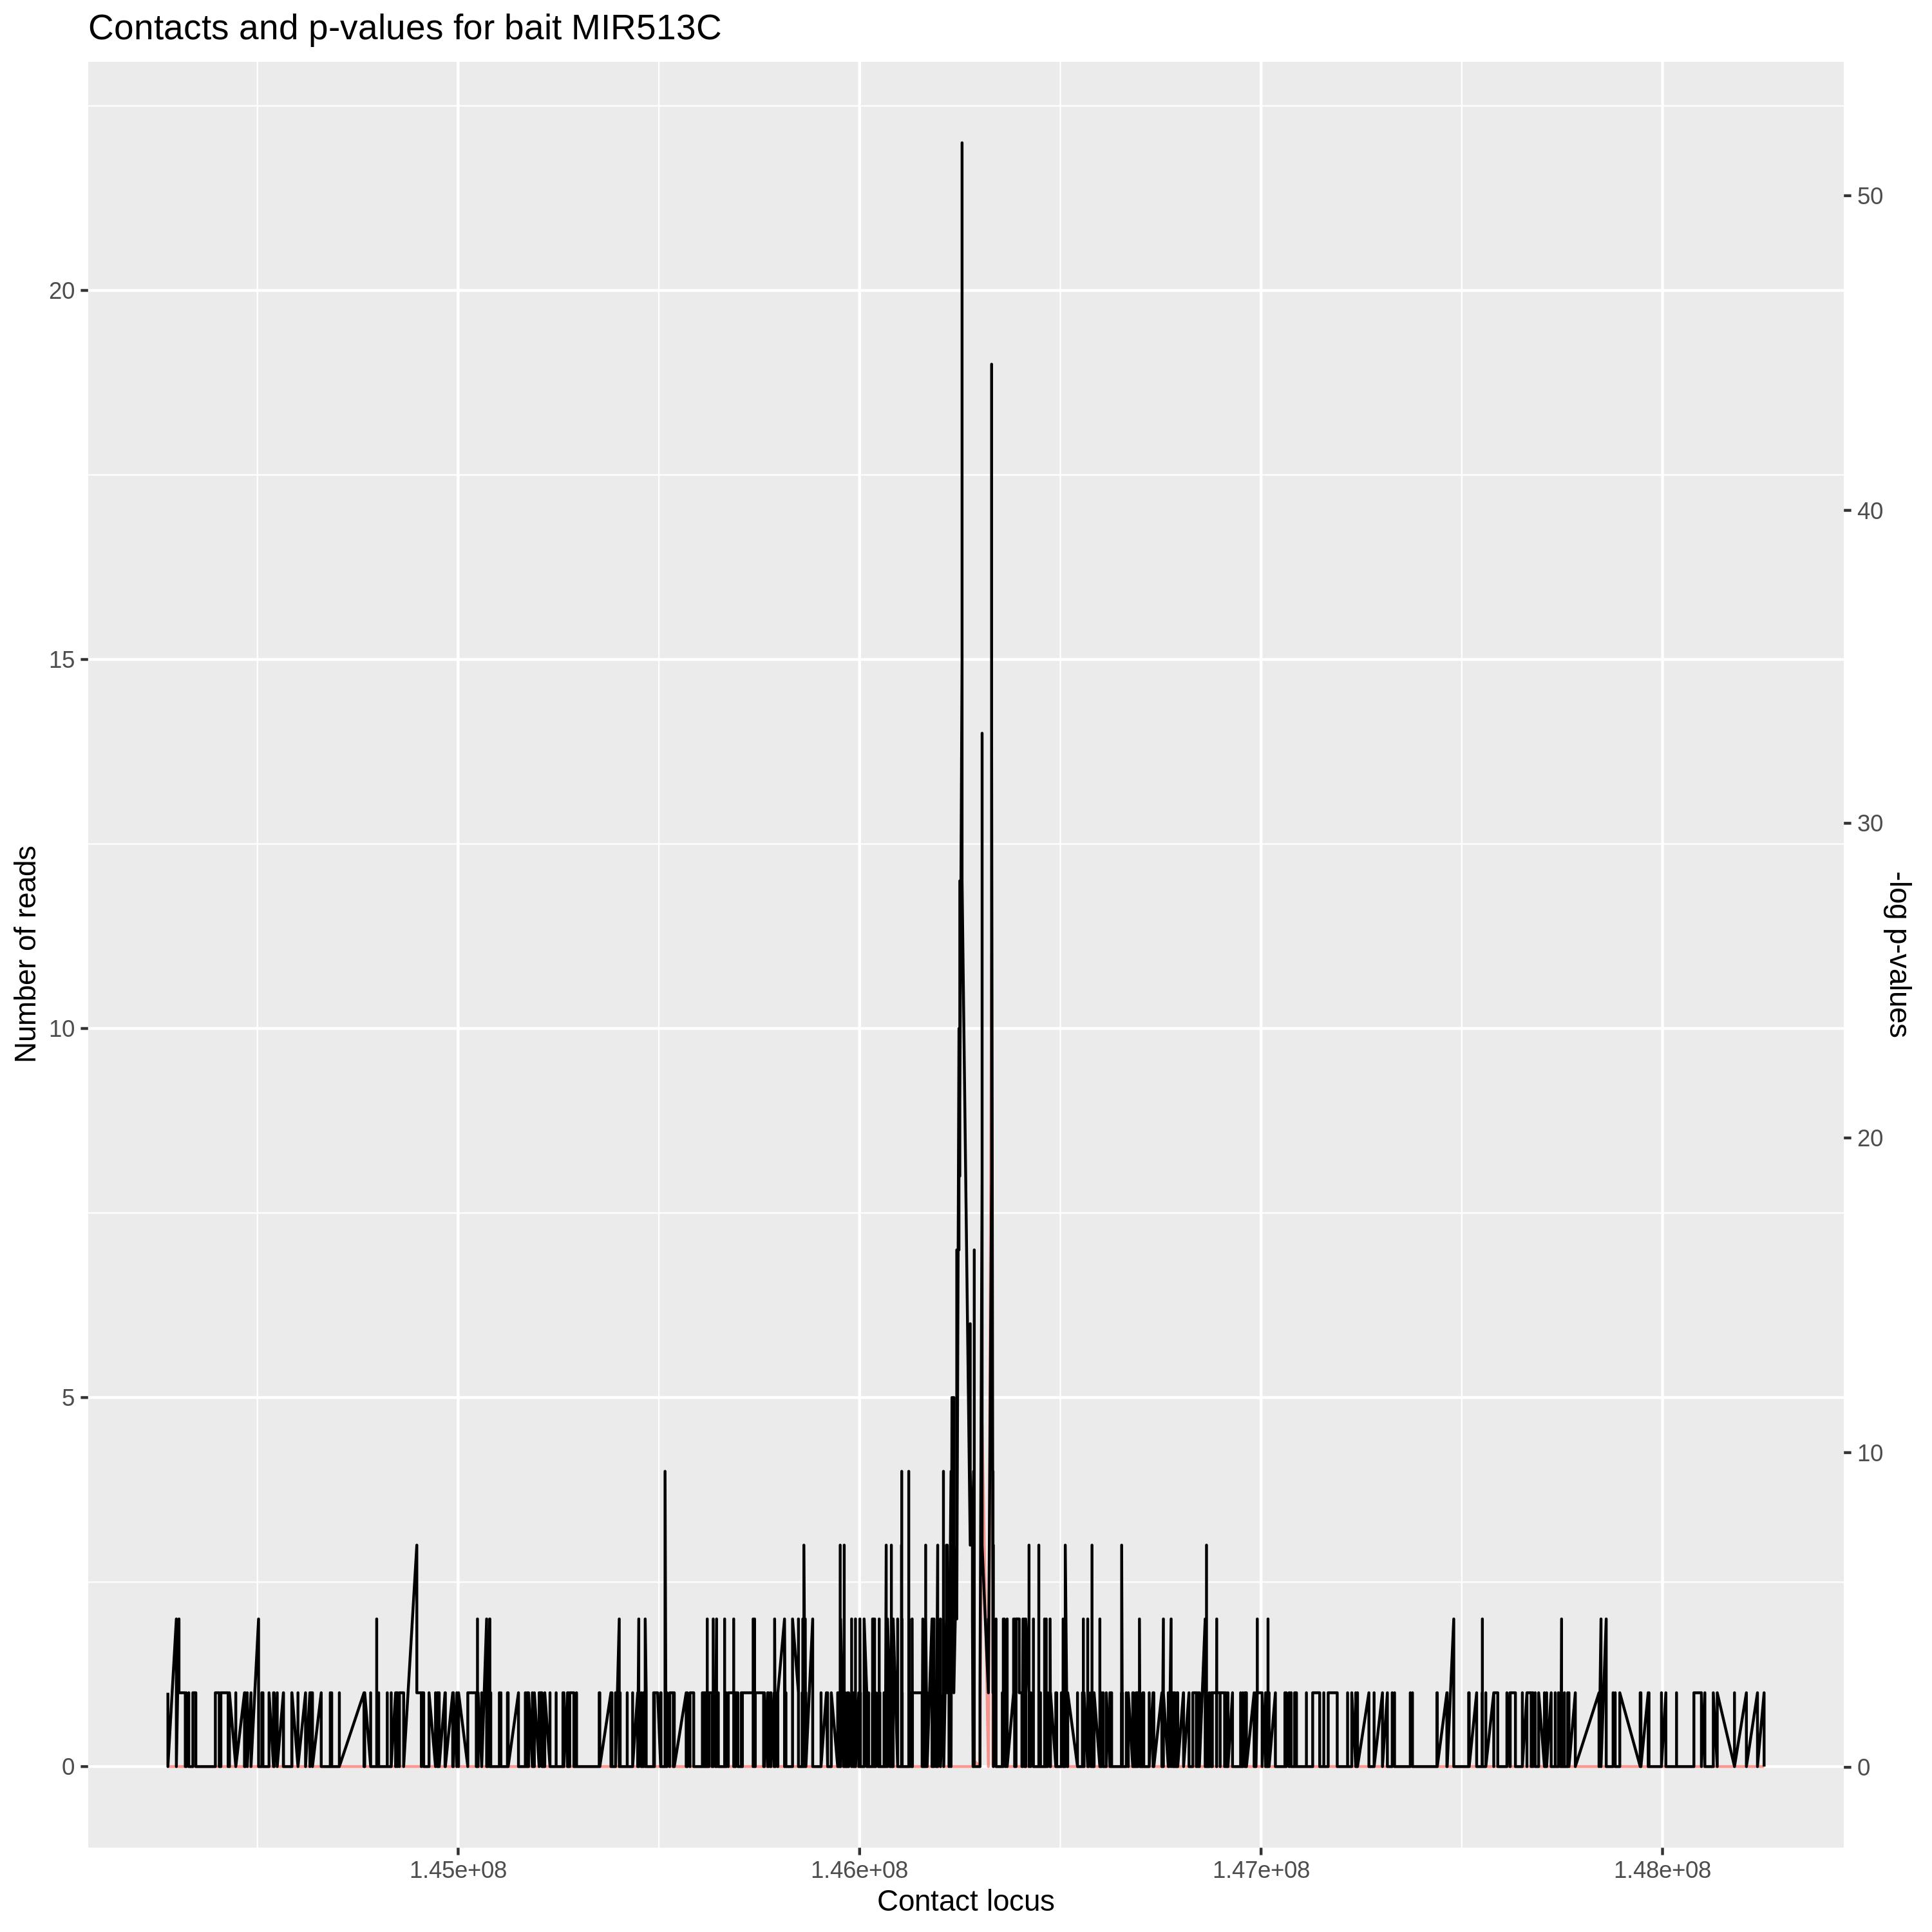 Contacts and p-values for bait MIR513C
20
15
10
5
0
Number of reads
50
40
30
20
10
0
-log p-values
1.45e+08
1.46e+08
1.47e+08
1.48e+08
Contact locus